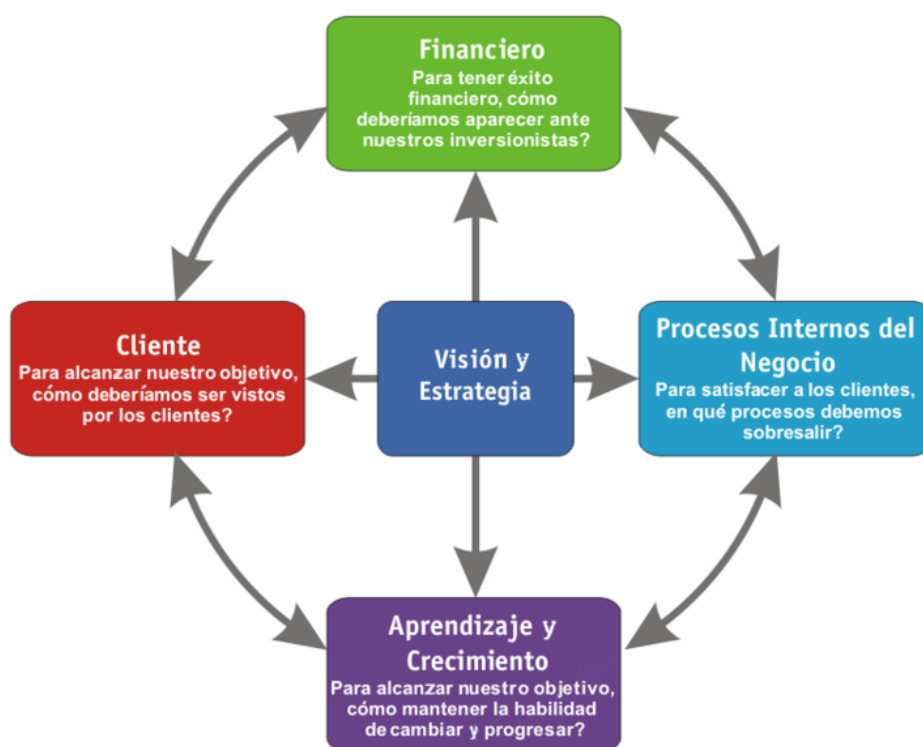 Financiero
Para tener éxito
financiero, cómo
deberíamos aparecer ante
nuestros inversionistas?
Cliente
Para alcanzar nuestro objetivo,
cómo deberíamos ser vistos
por los clientes?
Visión y
Estrategia
Procesos Internos del
Negocio
Para satisfacer a los clientes,
en qué procesos debemos
sobresalir?
Aprendizaje y
Crecimiento
Para alcanzar nuestro objetivo,
cómo mantener la habilidad
de cambiar y progresar?